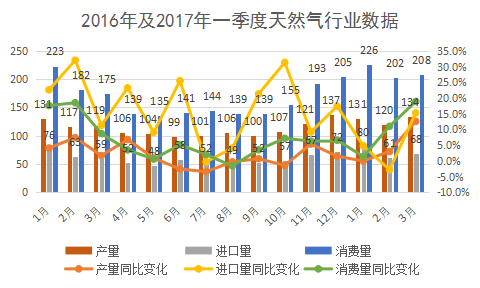 2016年及2017年一季度天然气行业数据
250
200
150
100
50
0
35.0%
30.0%
25.0%
20.0%
15.0%
10.0%
5.0%
0.0%
-5.0%
-10.0%
223 182 175 139 135 141 144 139 139 155 193 205 226 202 208
131 117 119 106 104 99 101 106 100 107 121 137 131 120
76 63 59 52 48 58 52 49 52 57 67 72 80 61 68
1月 2月 3月 4月 5月 6月 7月 8月 9月 10月 11月 12月 1月 2月 3月
产量 进口量 消费量
产量同比变化 进口量同比变化 消费量同比变化